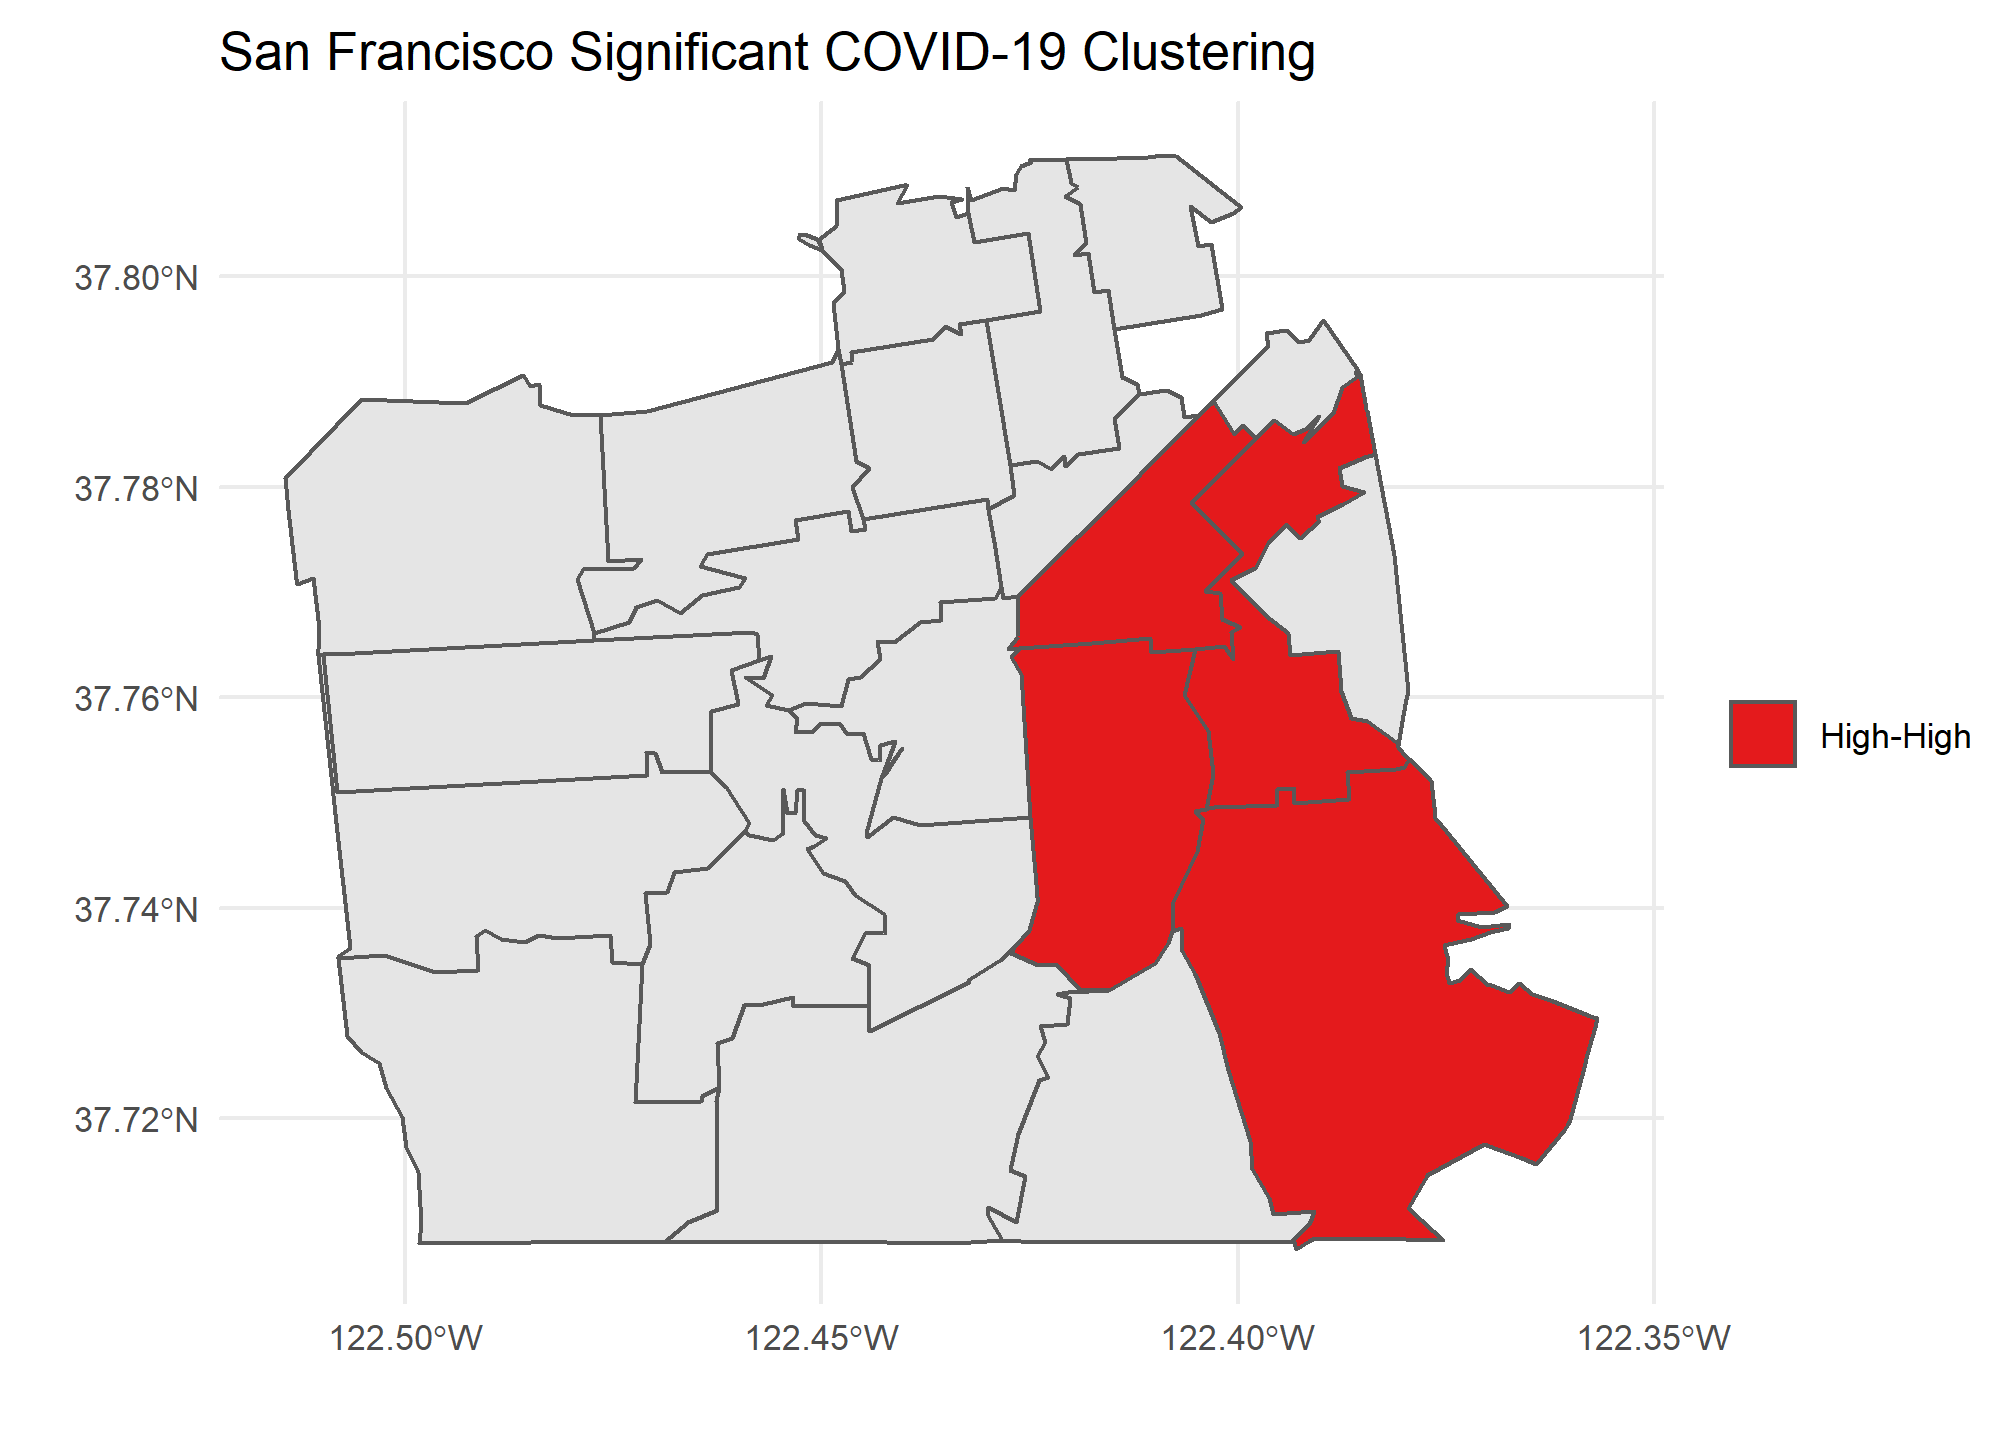 San Francisco Significant COVID-19 Clustering
37.80°N
37.78°N
37.76°N
37.74°N
37.72°N
122.50°W
122.45°W
122.40°W
122.35°W
High-High